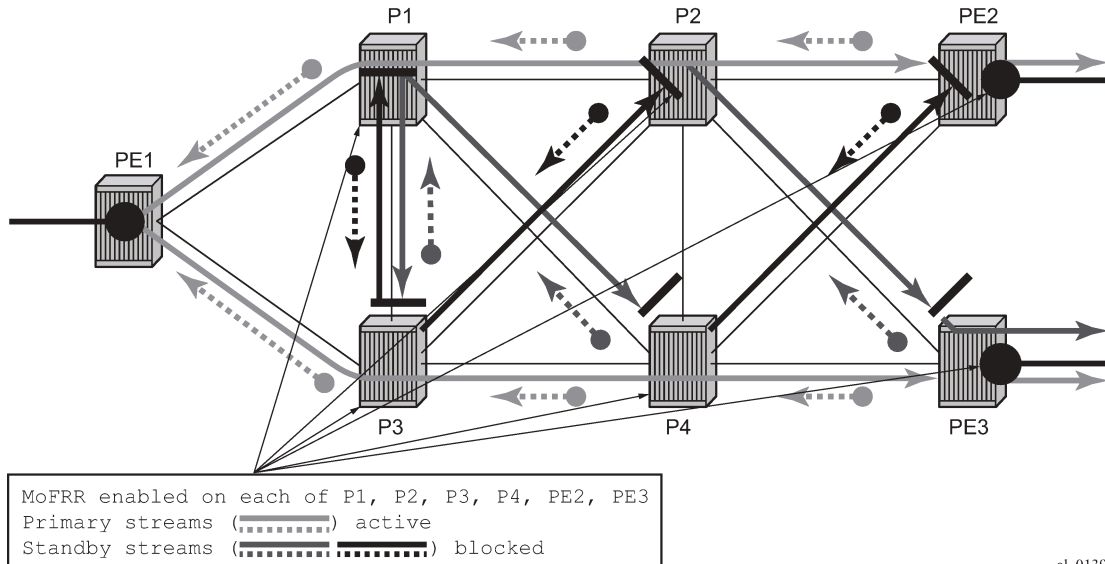 P1
P2
PE2
PE1
P3
P4
PE3
MoFRR enabled on each of P1, P2, P3, P4, PE2, PE3
Primary streams ( ) active
Standby streams ( ) blocked